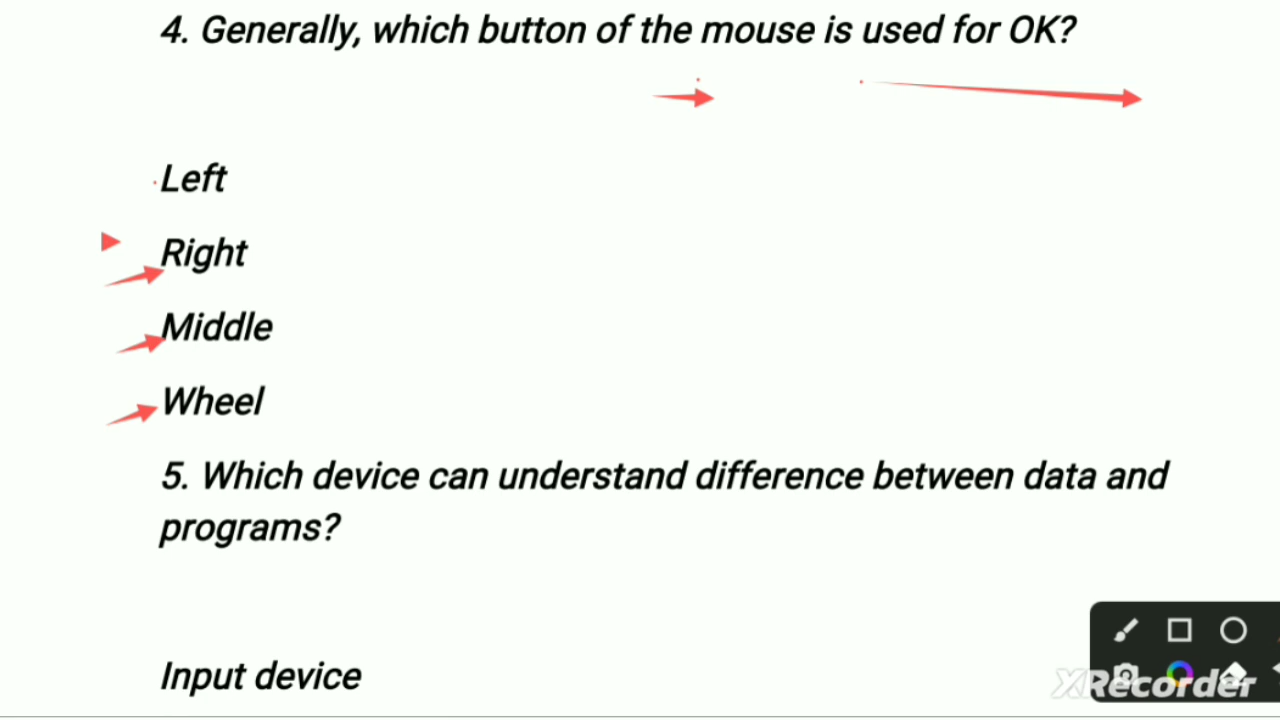 4. Generally, which button of the mouse is used for OK?
Left
Right
Middle
Wheel
5. Which device can understand difference between data and
programs?
Input device
XRecorder